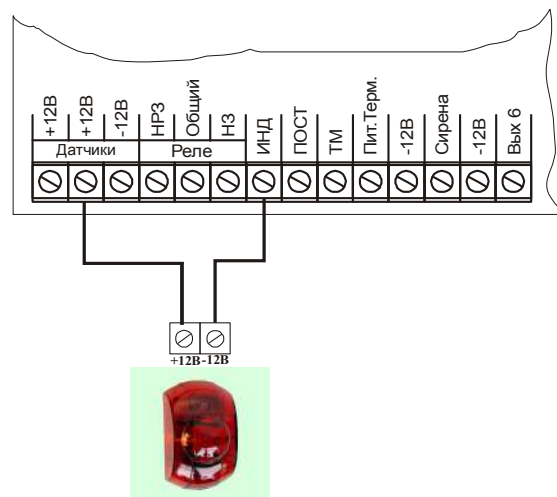 +12В
+12В
-12В
НРЗ
Общий
НЗ
ИНД
ПОСТ
ТМ
Пит.Терм.
-12В
Сирена
-12В
Вых 6
Датчики
Реле
+12В -12В